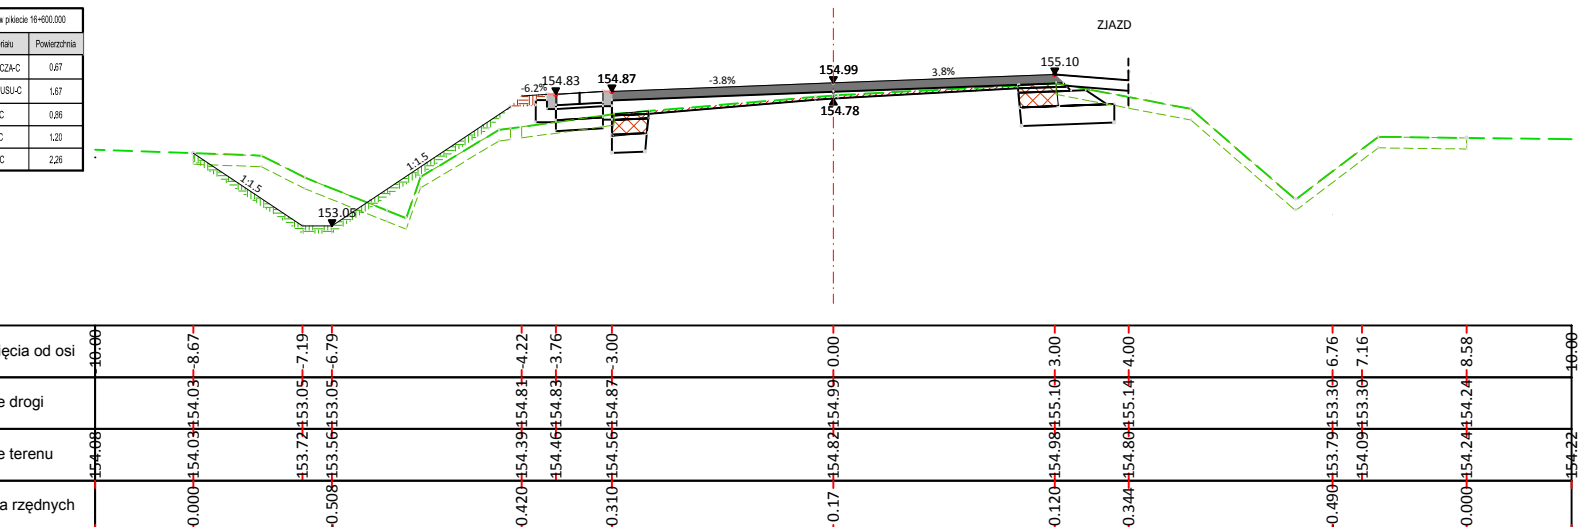 w pikiecie 16+600.000
riału Powierzchnia
CZA-C 0,67
USU-C 1,67
C 0,86
C 1,20
C 2,26
ZJAZD
-6.2% 154.83 154.87 -3.8% 154.99 3.8% 155.10
154.78
1:1.5
1:1.5
153.05
ięcia od osi -10.00 -8.67 -7.19 -6.79 -4.22 -3.76 -3.00 0.00 3.00 4.00 6.76 7.16 8.58 10.00
e drogi 154.03 153.05 153.05 154.81 154.83 154.87 154.99 155.10 155.14 153.30 153.30 154.24
e terenu 154.08 154.03 153.72 153.56 154.39 154.46 154.56 154.82 154.98 154.80 153.79 154.09 154.24 154.22
a rzędnych 0.000 -0.508 0.420 0.310 0.17 0.120 0.344 -0.490 0.000